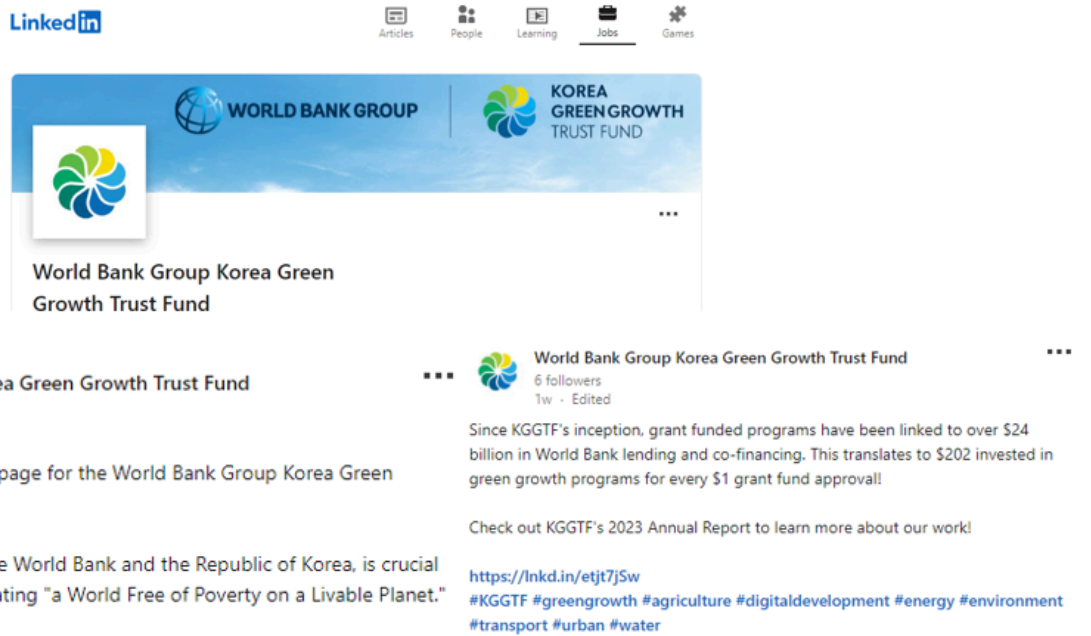 Linked in
Articles People Learning Jobs Games
WORLD BANK GROUP
KOREA
GREEN GROWTH
TRUST FUND
World Bank Group Korea Green
Growth Trust Fund
ea Green Growth Trust Fund
page for the World Bank Group Korea Green
e World Bank and the Republic of Korea, is crucial
ating "a World Free of Poverty on a Livable Planet."
World Bank Group Korea Green Growth Trust Fund
6 followers
1w · Edited
Since KGGTF's inception, grant funded programs have been linked to over $24
billion in World Bank lending and co-financing. This translates to $202 invested in
green growth programs for every $1 grant fund approval!
Check out KGGTF's 2023 Annual Report to learn more about our work!
https://lnkd.in/etjt7jSw
#KGGTF #greengrowth #agriculture #digitaldevelopment #energy #environment
#transport #urban #water